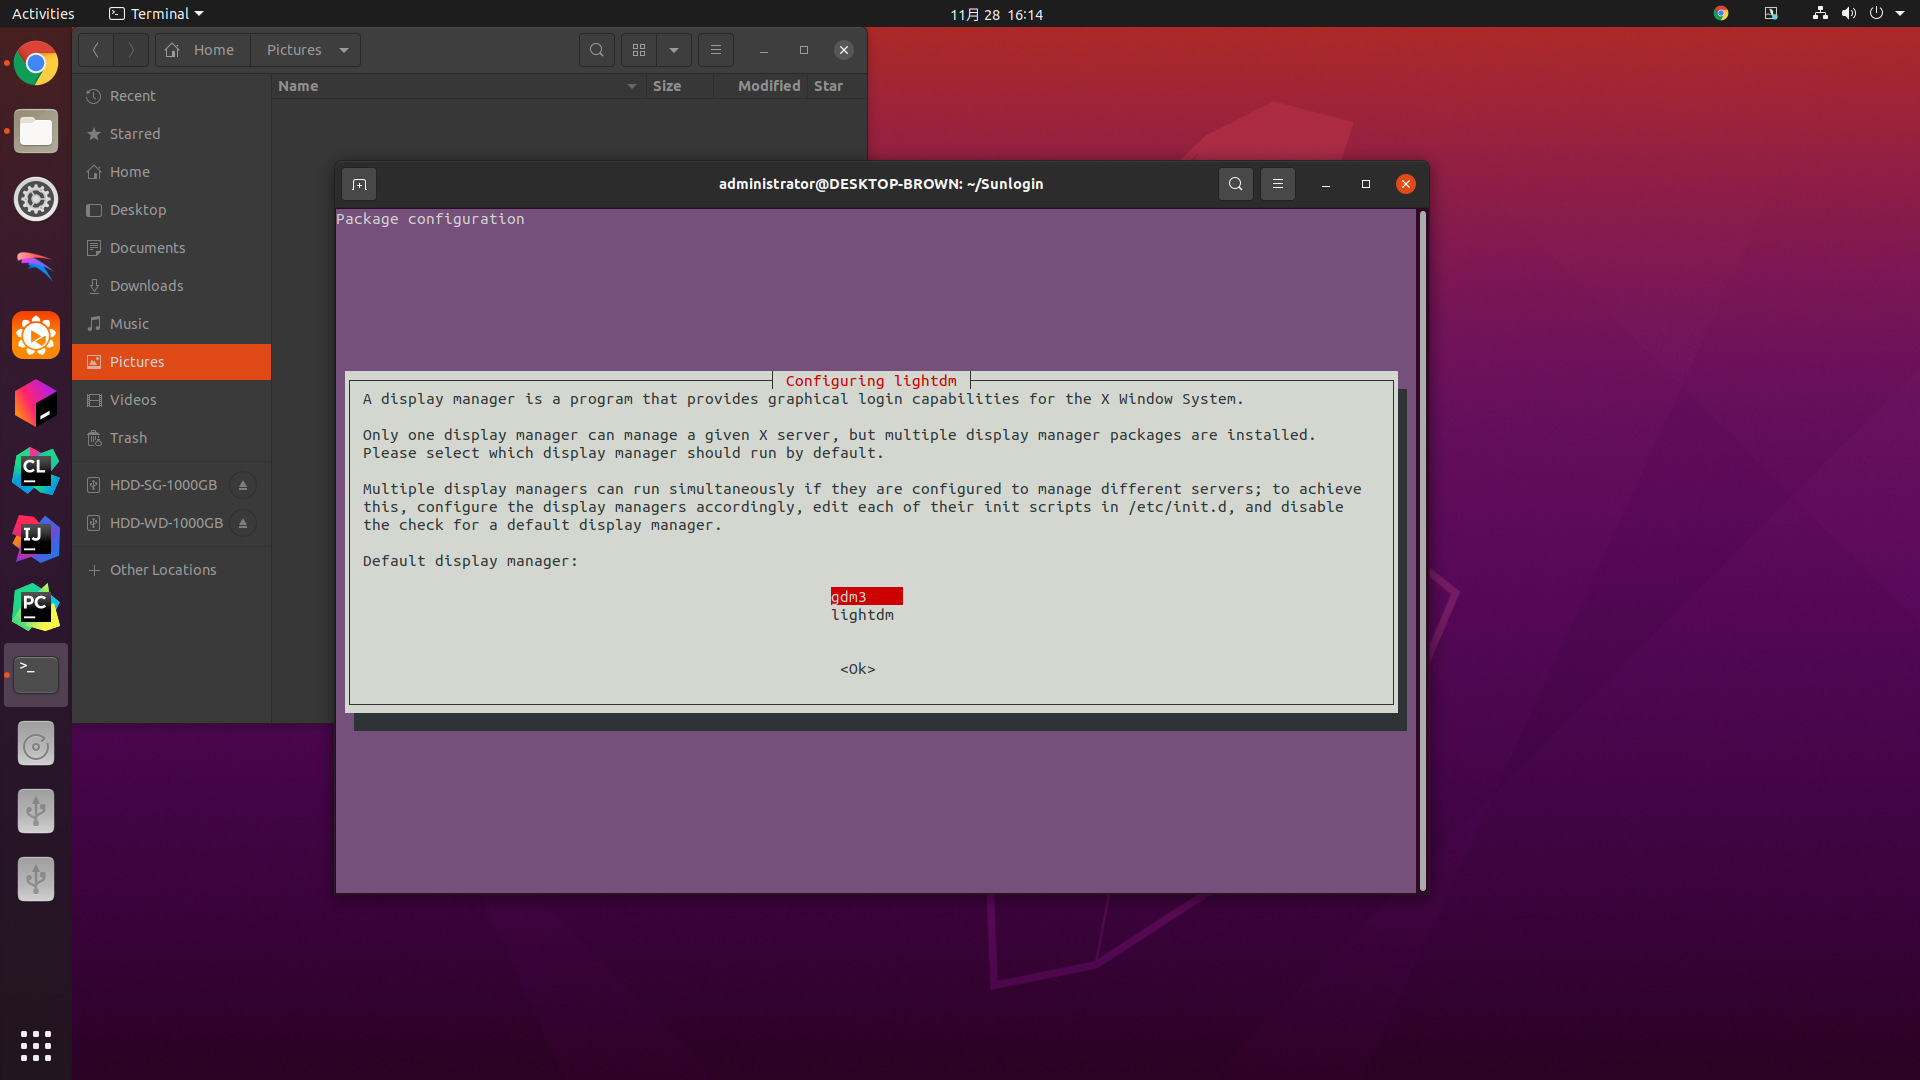 Activities
Terminal
11月 28 16:14
Home
Pictures
Name
Size
Modified
Star
Recent
Starred
Home
Desktop
Documents
Downloads
Music
Pictures
Videos
Trash
HDD-SG-1000GB
HDD-WD-1000GB
Other Locations
CL
IJ
PC
>_
administrator@DESKTOP-BROWN: ~/Sunlogin
Package configuration
Configuring lightdm
A display manager is a program that provides graphical login capabilities for the X Window System.
Only one display manager can manage a given X server, but multiple display manager packages are installed.
Please select which display manager should run by default.
Multiple display managers can run simultaneously if they are configured to manage different servers; to achieve
this, configure the display managers accordingly, edit each of their init scripts in /etc/init.d, and disable
the check for a default display manager.
Default display manager:
gdm3
lightdm
<Ok>